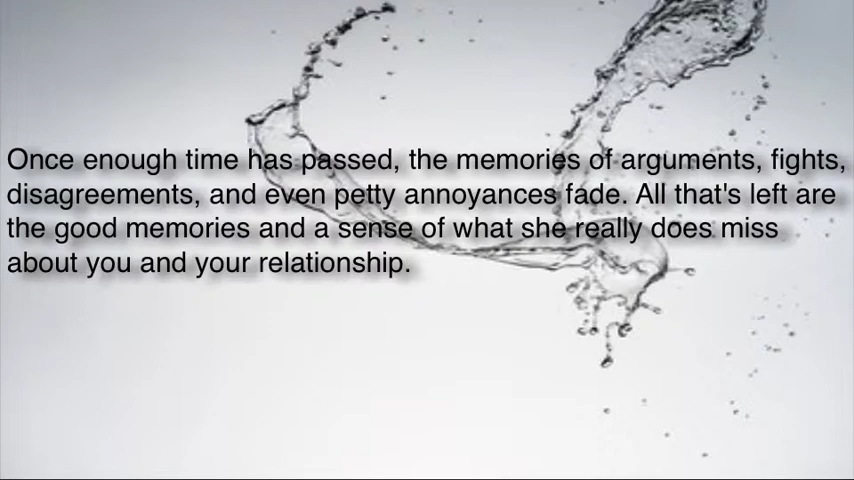 Once enough time has passed, the memories of arguments, fights,
disagreements, and even petty annoyances fade. All that's left are
the good memories and a sense of what she really does miss
about you and your relationship.